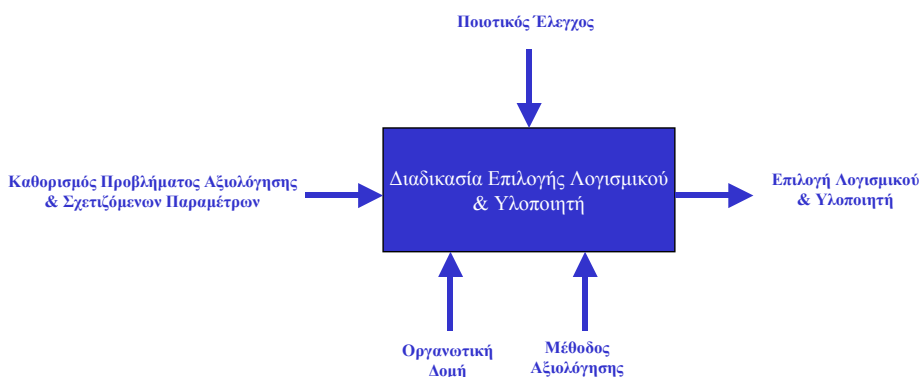 Ποιοτικός Έλεγχος
Διαδικασία Επιλογής Λογισμικού
& Υλοποιητή
Καθορισμός Προβλήματος Αξιολόγησης
& Σχετιζόμενων Παραμέτρων
Επιλογή Λογισμικού
& Υλοποιητή
Οργανωτική
Δομή
Μέθοδος
Αξιολόγησης